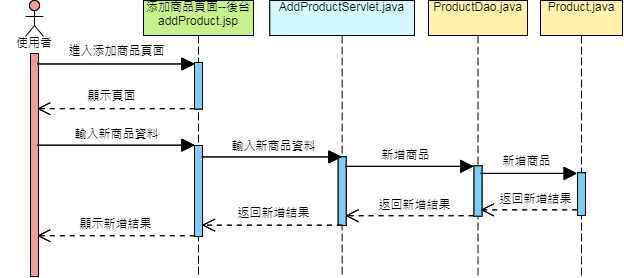 添加商品頁面--後台
addProduct.jsp
AddProductServlet.java
ProductDao.java
Product.java
使用者
進入添加商品頁面
顯示頁面
輸入新商品資料
輸入新商品資料
新增商品
新增商品
返回新增結果
返回新增結果
返回新增結果
顯示新增結果